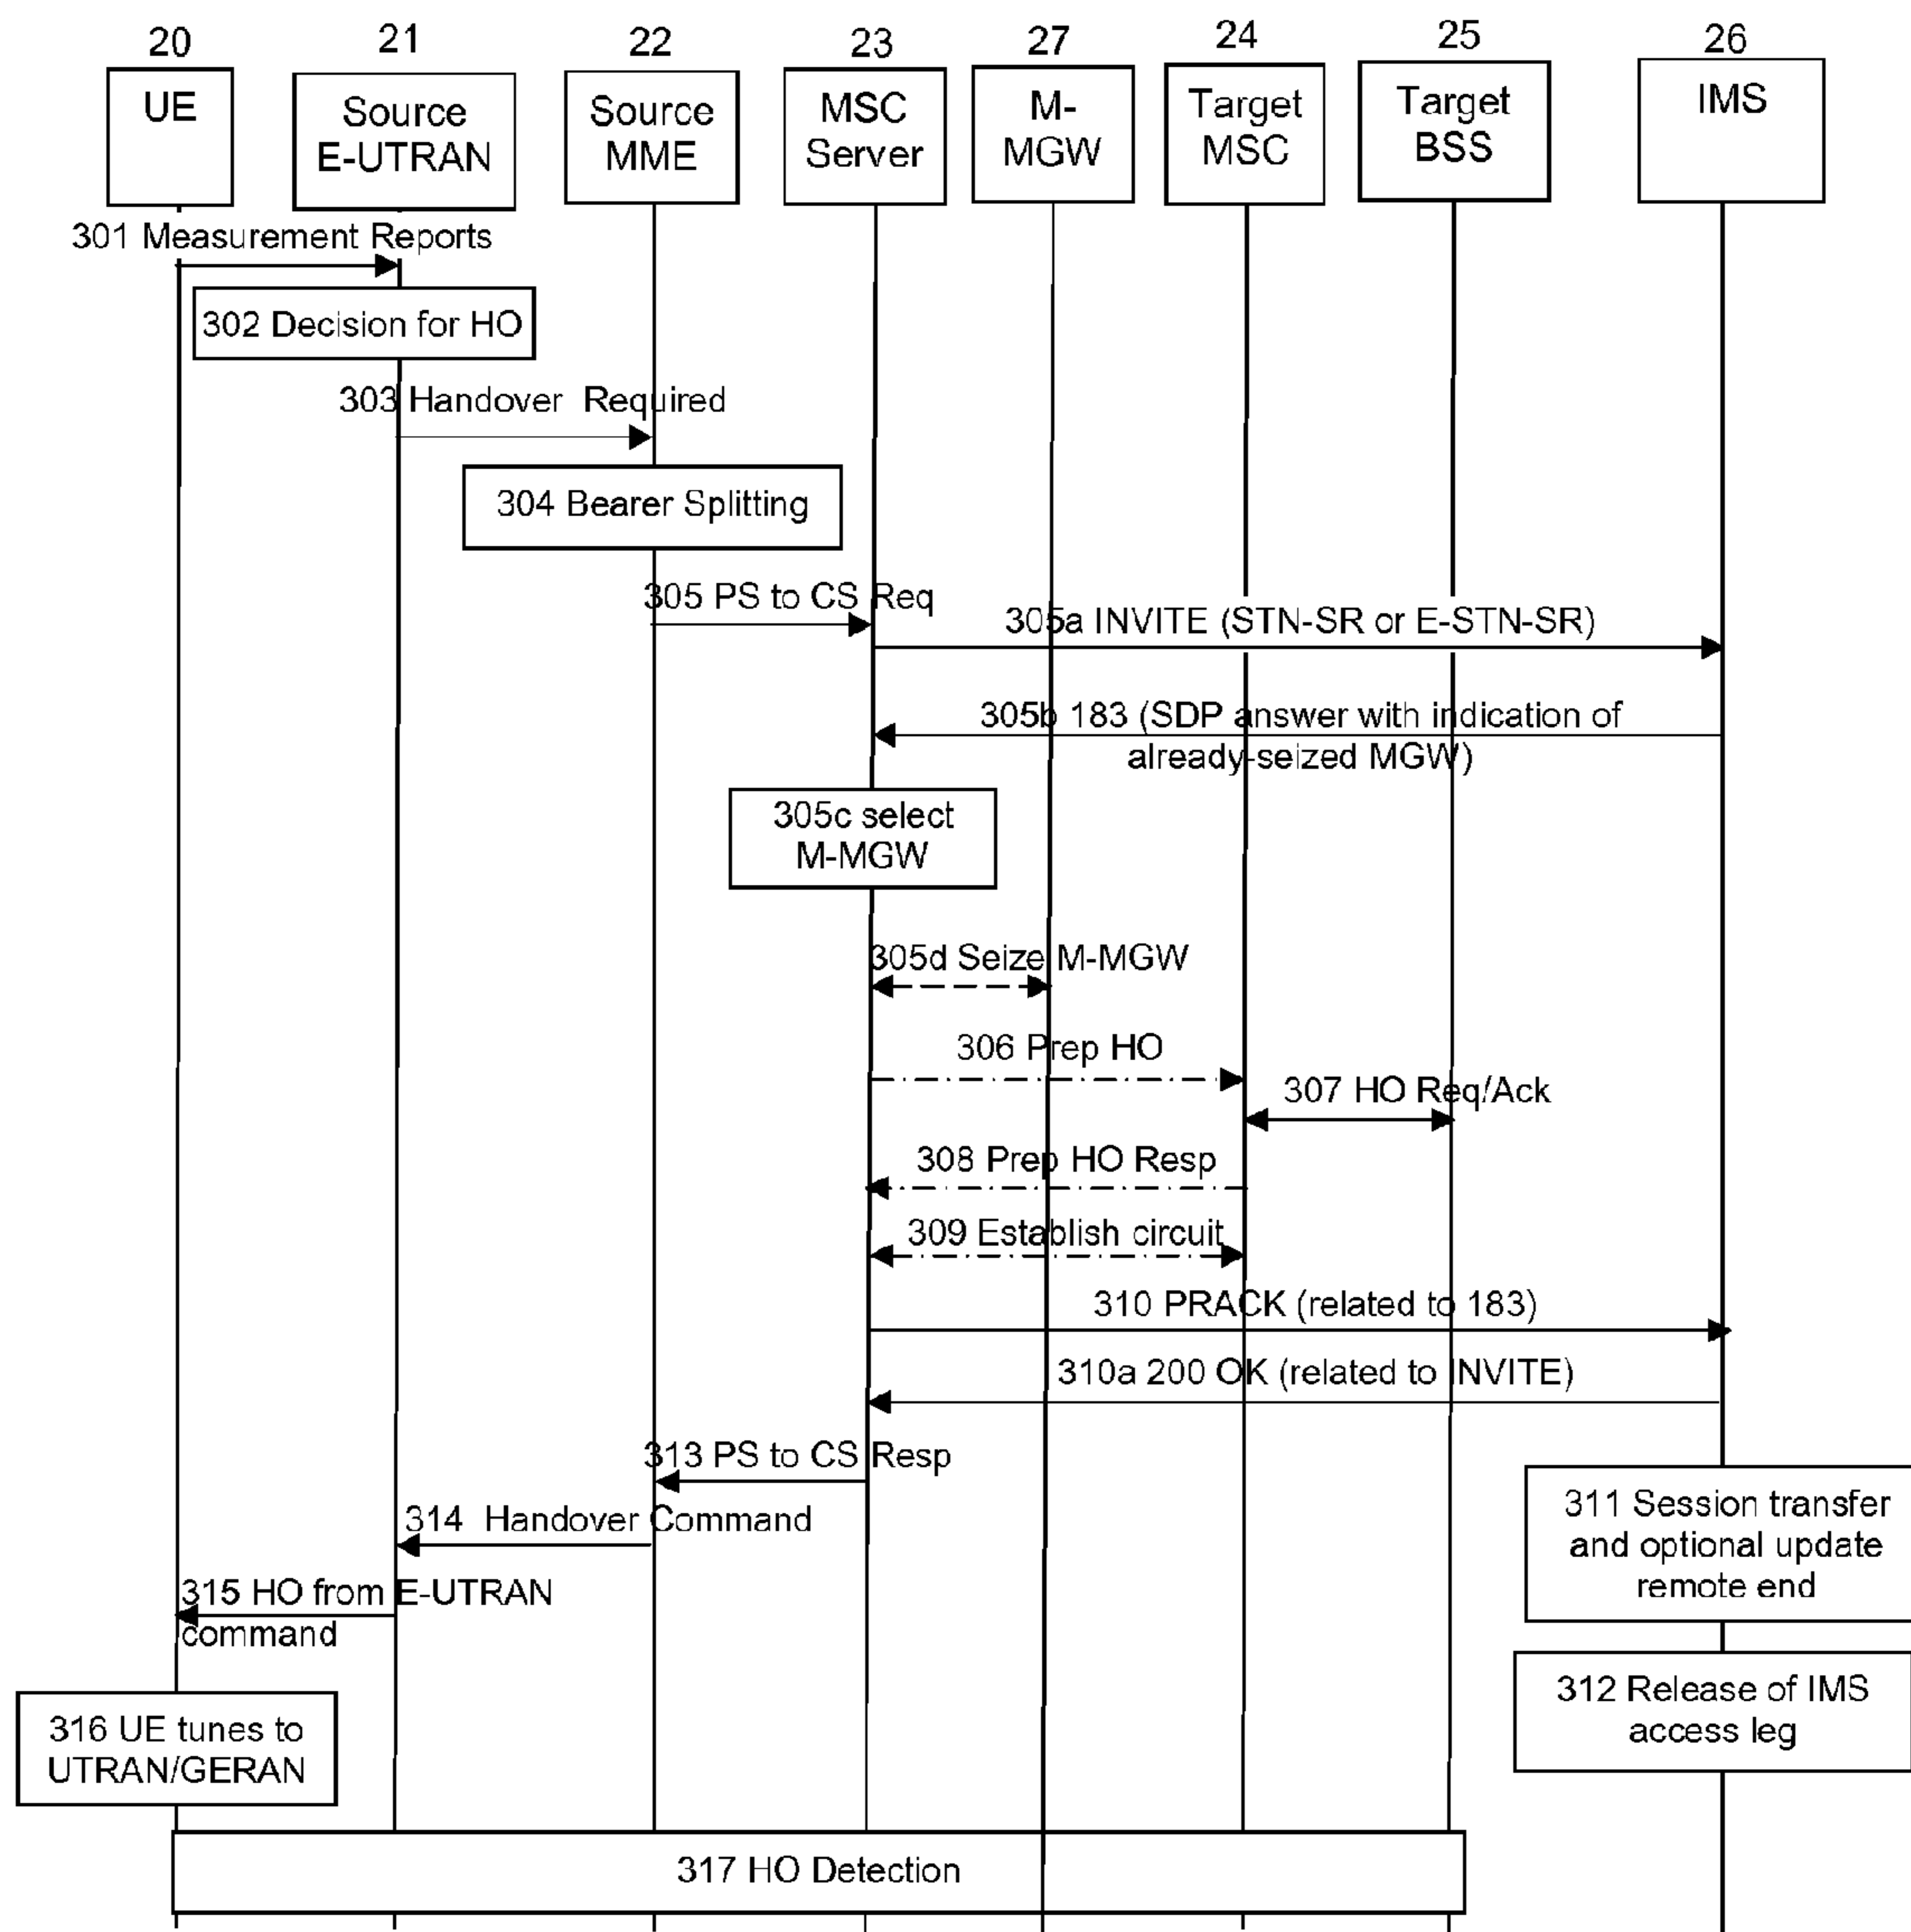 20
21
22
23
27
24
25
26
UE
Source
E-UTRAN
Source
MME
MSC
Server
M-
MGW
Target
MSC
Target
BSS
IMS
301 Measurement Reports
302 Decision for HO
303 Handover Required
304 Bearer Splitting
305 PS to CS Req
305a INVITE (STN-SR or E-STN-SR)
305b 183 (SDP answer with indication of
already-seized MGW)
305c select
M-MGW
305d Seize M-MGW
306 Prep HO
307 HO Req/Ack
308 Prep HO Resp
309 Establish circuit
310 PRACK (related to 183)
310a 200 OK (related to INVITE)
313 PS to CS Resp
311 Session transfer
and optional update
remote end
314 Handover Command
315 HO from E-UTRAN
command
312 Release of IMS
access leg
316 UE tunes to
UTRAN/GERAN
317 HO Detection